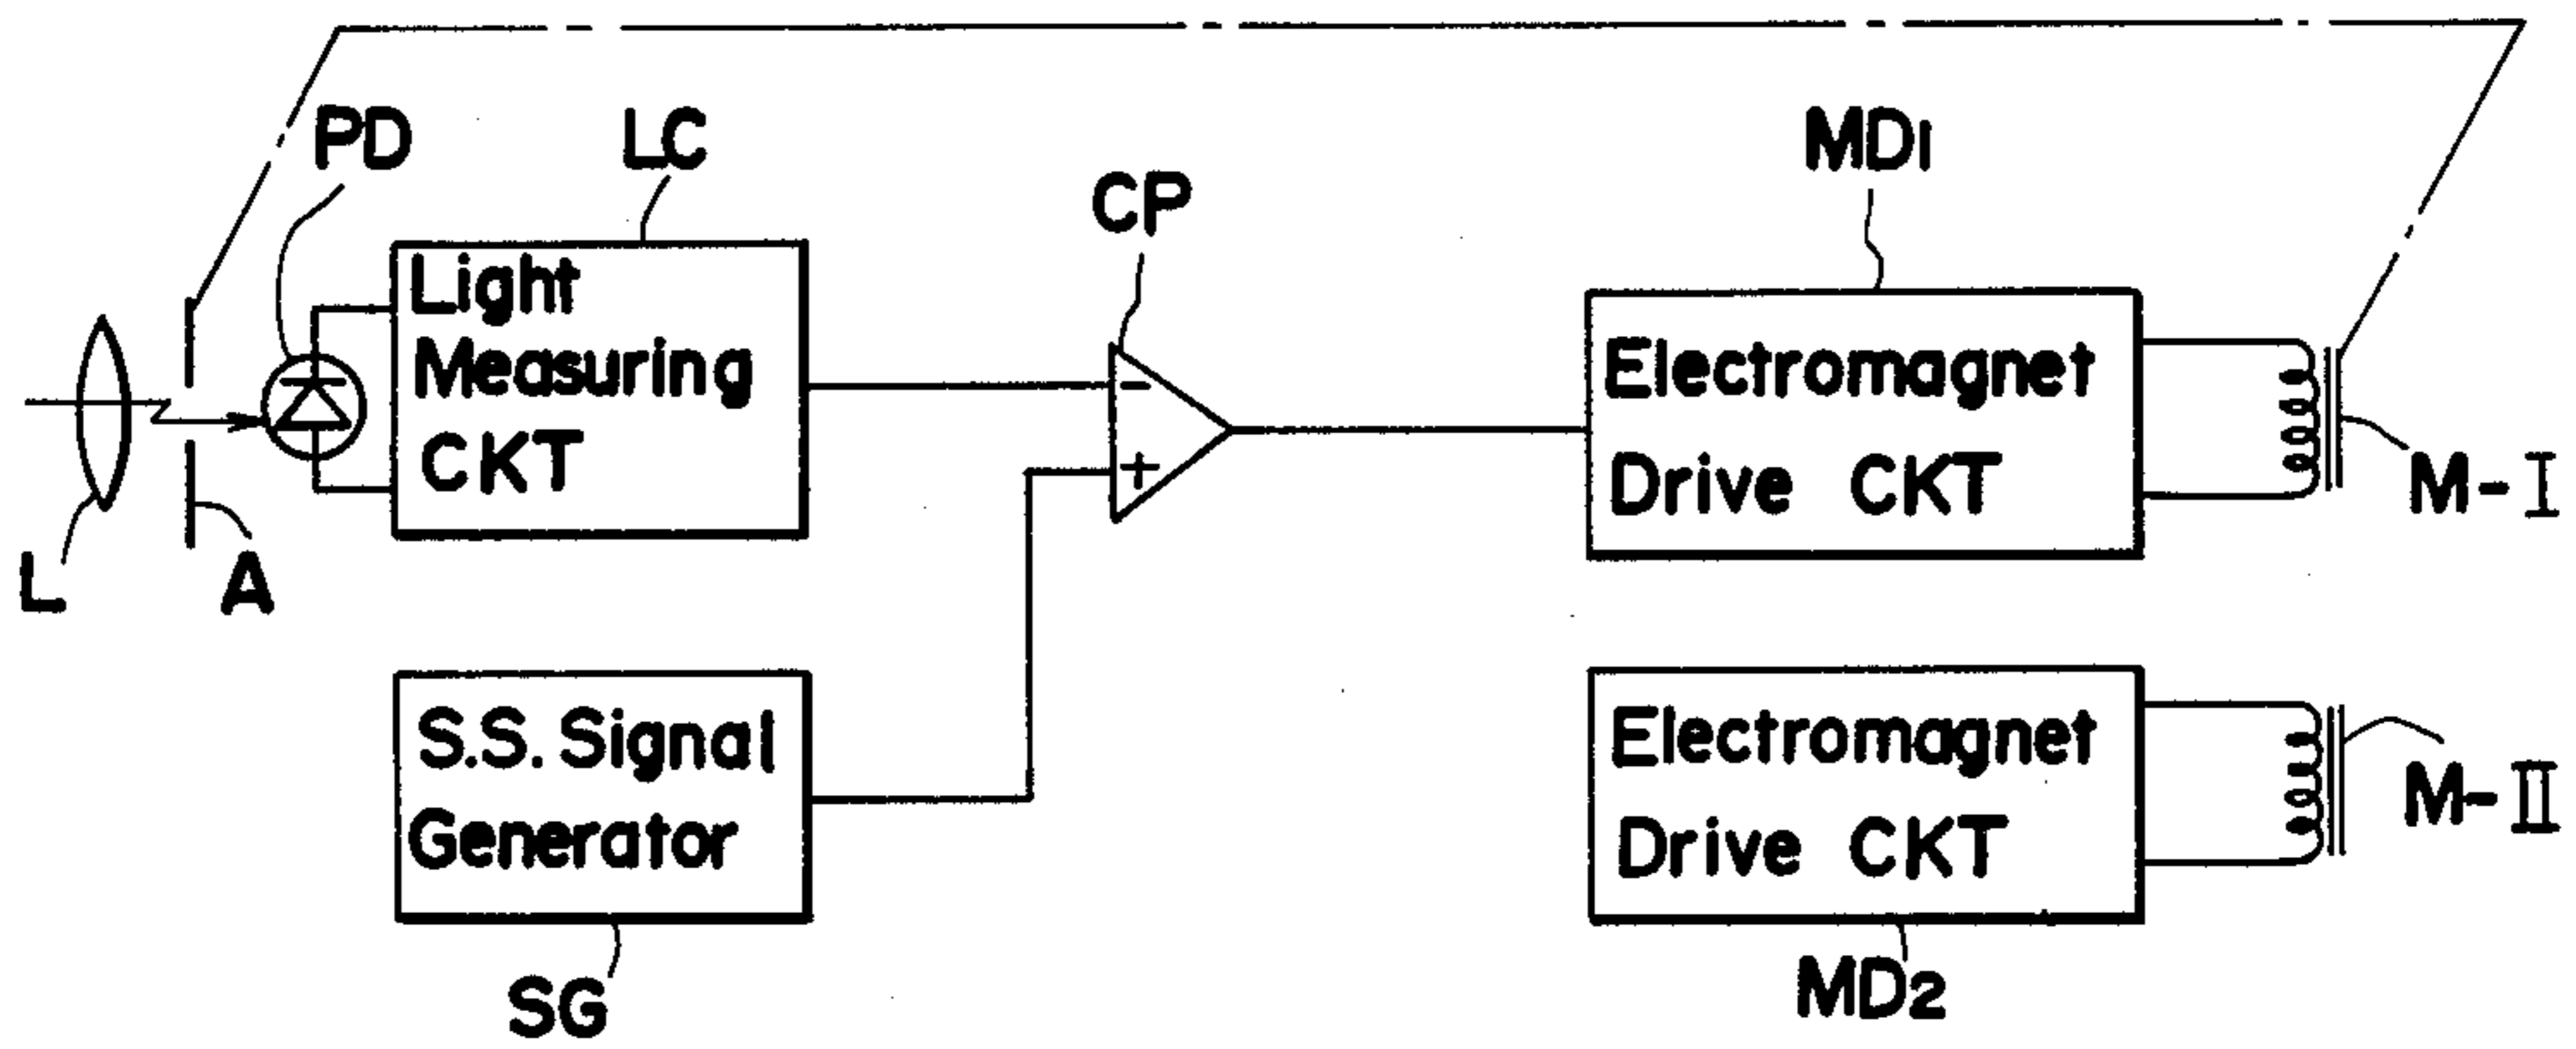 PD
LC
CP
MD1
Light
Measuring
CKT
-
+
Electromagnet
Drive CKT
M-I
L
A
S.S. Signal
Generator
SG
Electromagnet
Drive CKT
M-II
MD2